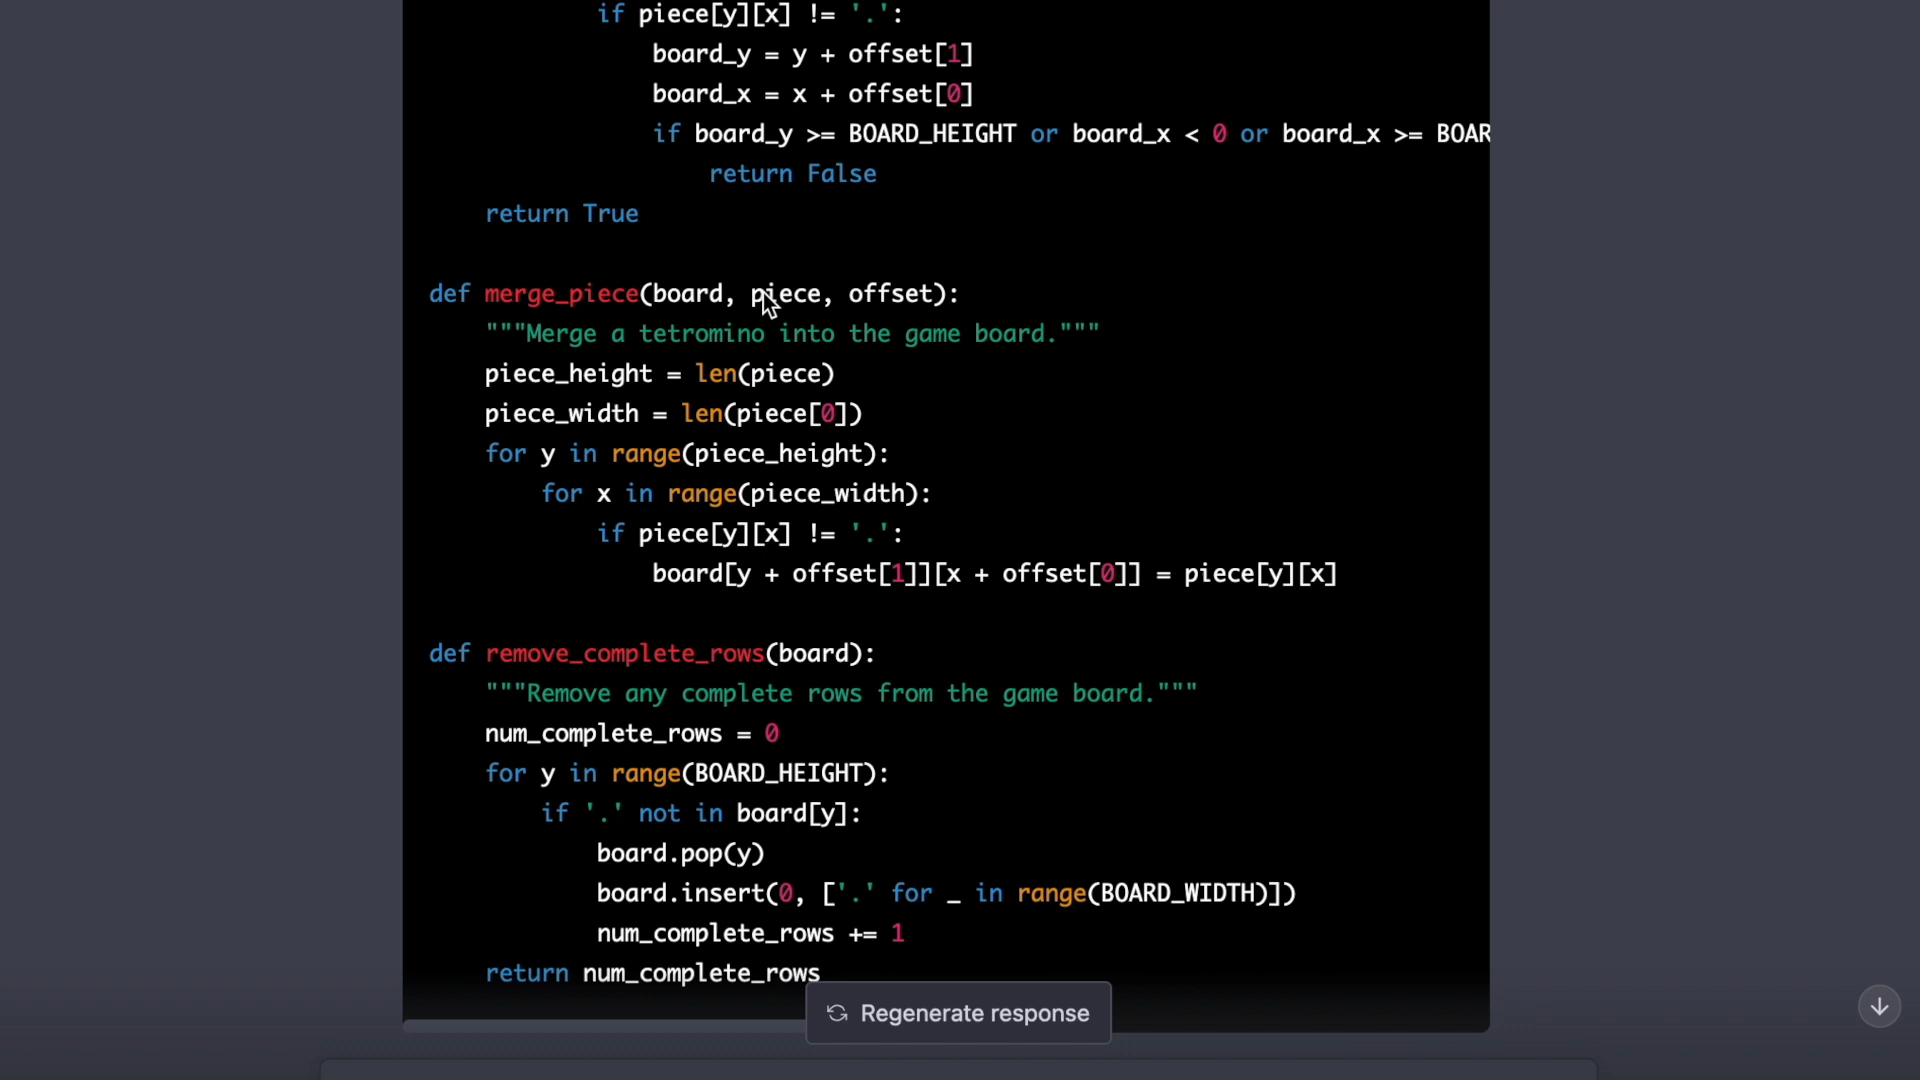 if piece[y][x] != '.':
board_y = y + offset[1]
board_x = x + offset[0]
if board_y >= BOARD_HEIGHT or board_x < 0 or board_x >= BOAR
return False
return True
def merge_piece(board, piece, offset):
"""Merge a tetromino into the game board."""
piece_height = len(piece)
piece_width = len(piece[0])
for y in range(piece_height):
for x in range(piece_width):
if piece[y][x] != '.':
board[y + offset[1]][x + offset[0]] = piece[y][x]
def remove_complete_rows(board):
"""Remove any complete rows from the game board."""
num_complete_rows = 0
for y in range(BOARD_HEIGHT):
if '.' not in board[y]:
board.pop(y)
board.insert(0, ['.' for _ in range(BOARD_WIDTH)])
num_complete_rows += 1
return num_complete_rows
Regenerate response